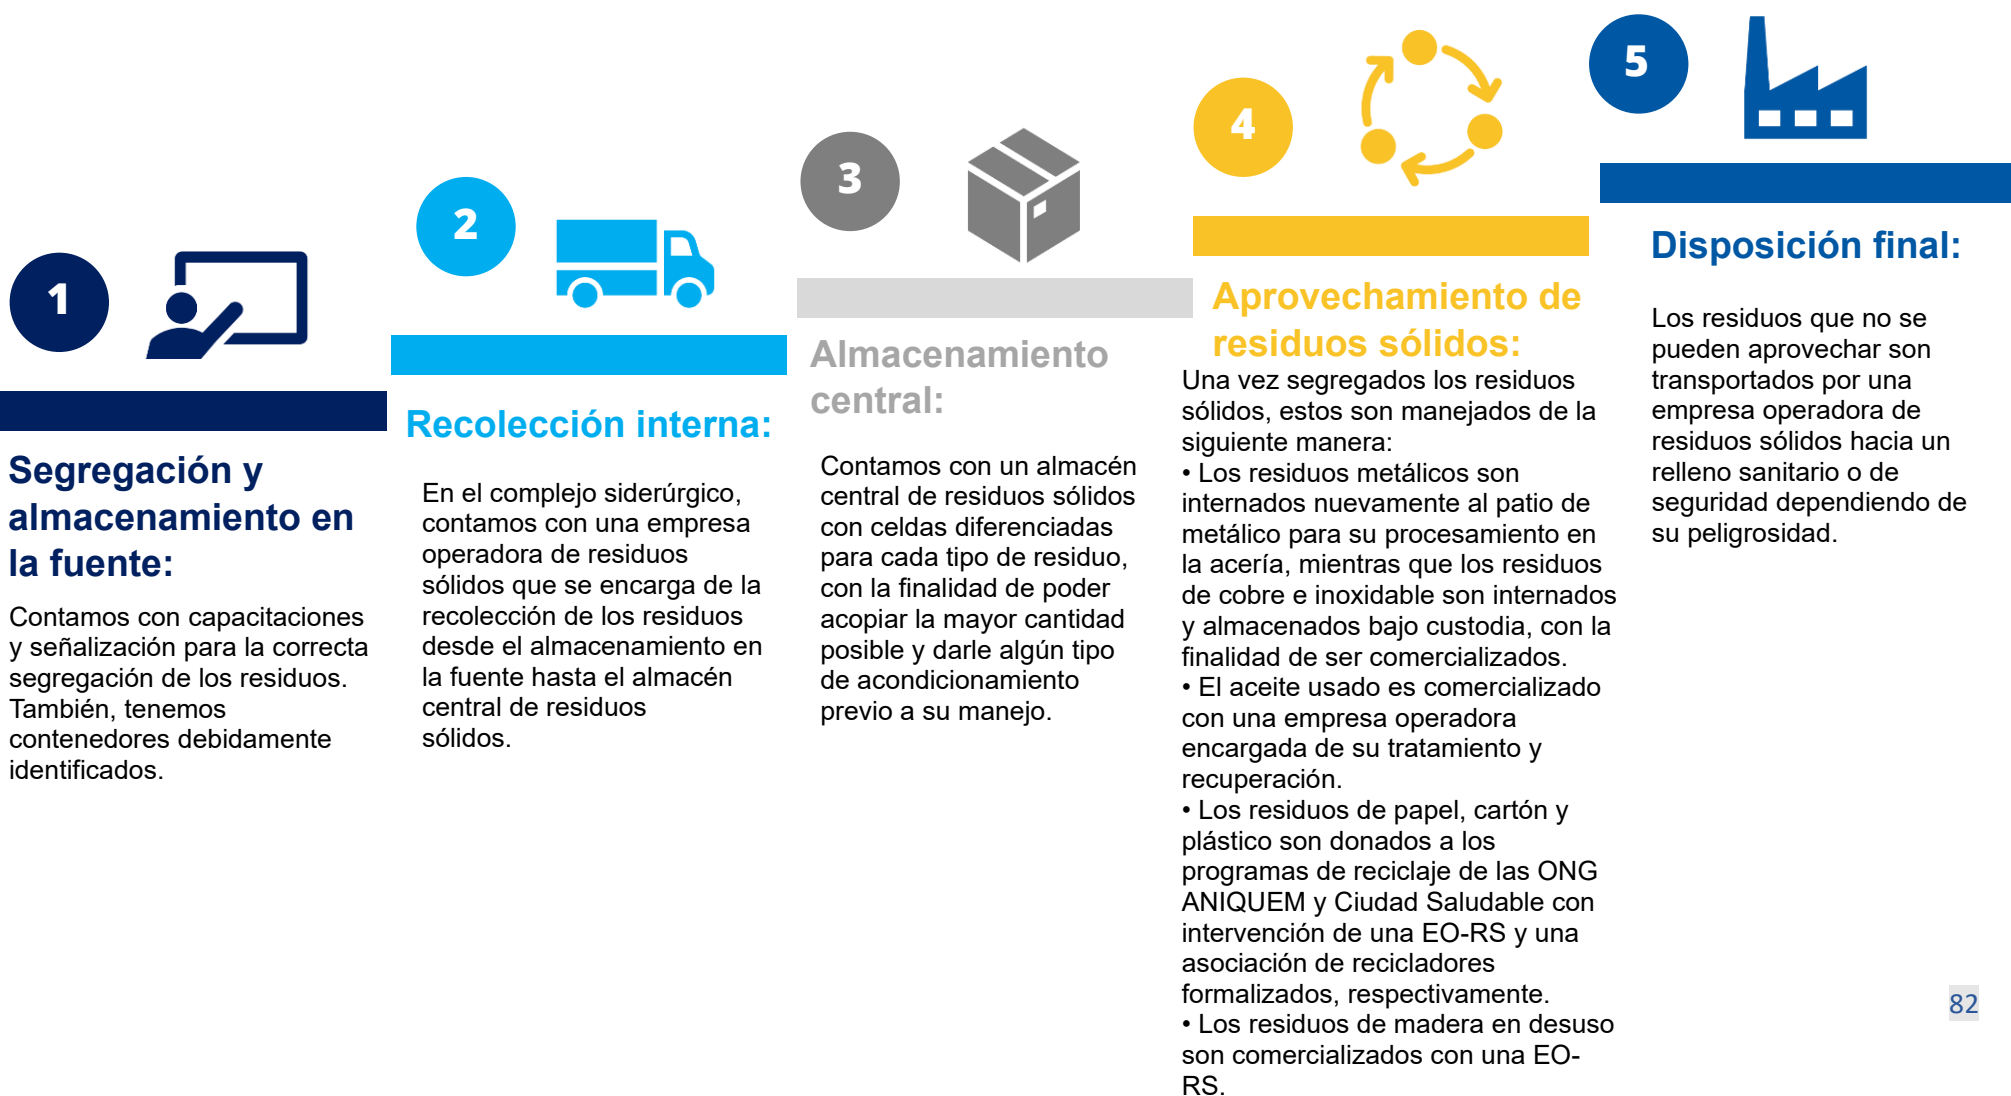 1
Segregación y
almacenamiento en
la fuente:
Contamos con capacitaciones
y señalización para la correcta
segregación de los residuos.
También, tenemos
contenedores debidamente
identificados.
2
Recolección interna:
En el complejo siderúrgico,
contamos con una empresa
operadora de residuos
sólidos que se encarga de la
recolección de los residuos
desde el almacenamiento en
la fuente hasta el almacén
central de residuos
sólidos.
3
Almacenamiento
central:
Contamos con un almacén
central de residuos sólidos
con celdas diferenciadas
para cada tipo de residuo,
con la finalidad de poder
acopiar la mayor cantidad
posible y darle algún tipo
de acondicionamiento
previo a su manejo.
4
Aprovechamiento de
residuos sólidos:
Una vez segregados los residuos
sólidos, estos son manejados de la
siguiente manera:
• Los residuos metálicos son
internados nuevamente al patio de
metálico para su procesamiento en
la acería, mientras que los residuos
de cobre e inoxidable son internados
y almacenados bajo custodia, con la
finalidad de ser comercializados.
• El aceite usado es comercializado
con una empresa operadora
encargada de su tratamiento y
recuperación.
• Los residuos de papel, cartón y
plástico son donados a los
programas de reciclaje de las ONG
ANIQUEM y Ciudad Saludable con
intervención de una EO-RS y una
asociación de recicladores
formalizados, respectivamente.
• Los residuos de madera en desuso
son comercializados con una EO-
RS.
5
Disposición final:
Los residuos que no se
pueden aprovechar son
transportados por una
empresa operadora de
residuos sólidos hacia un
relleno sanitario o de
seguridad dependiendo de
su peligrosidad.
82